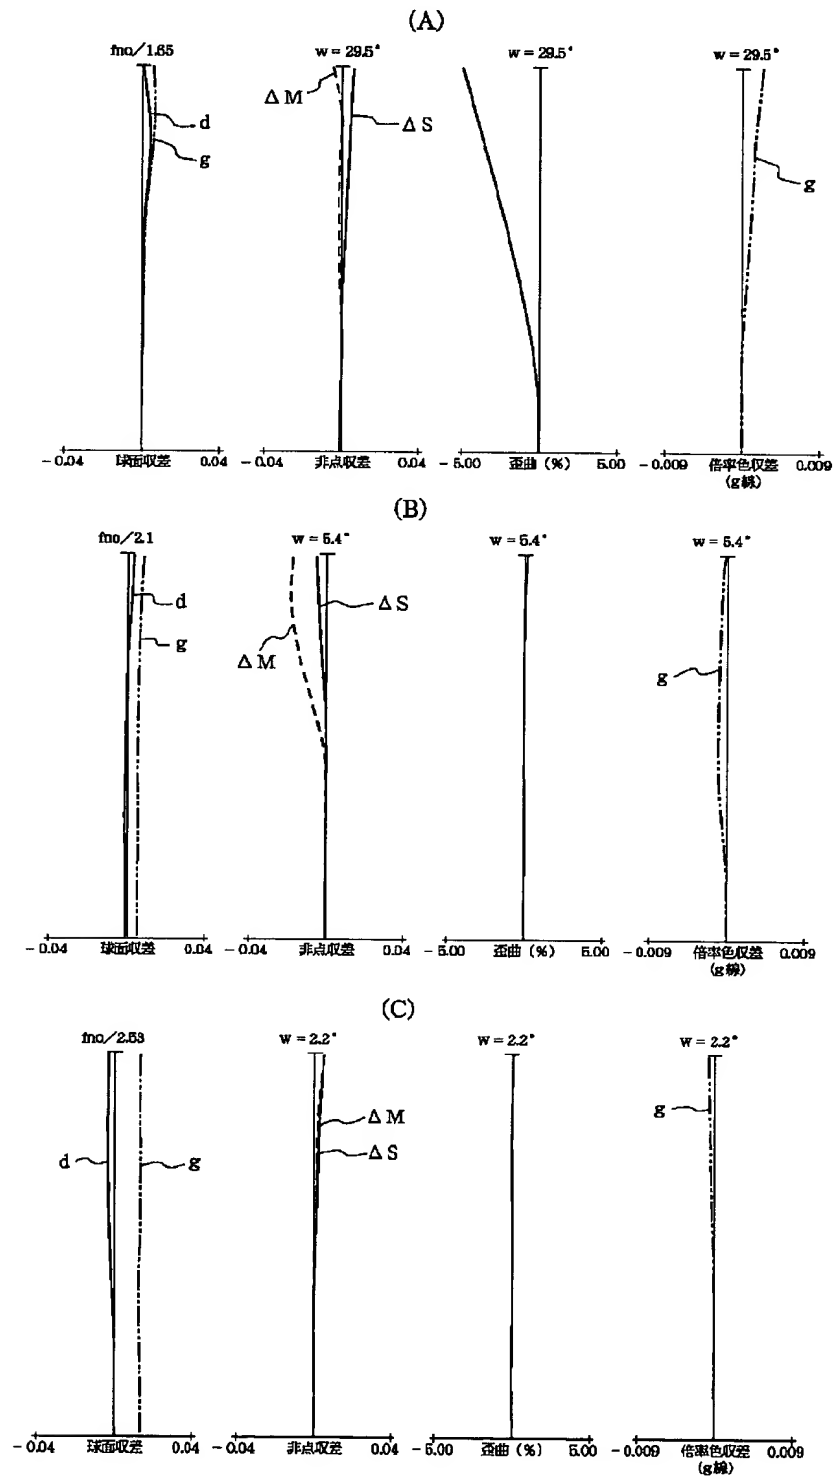 (A)
fno/1.65
w = 29.5°
w = 29.5°
w = 29.5°
ΔM
d
ΔS
g
g
-0.04 球面収差 0.04
-0.04 非点収差 0.04
-5.00 歪曲 (%) 5.00
-0.009 倍率色収差 0.009
(g線)
(B)
fno/2.1
w = 5.4°
w = 5.4°
w = 5.4°
d
ΔS
g
ΔM
g
-0.04 球面収差 0.04
-0.04 非点収差 0.04
-5.00 歪曲 (%) 5.00
-0.009 倍率色収差 0.009
(g線)
(C)
fno/2.53
w = 2.2°
w = 2.2°
w = 2.2°
g
ΔM
ΔS
d
g
-0.04 球面収差 0.04
-0.04 非点収差 0.04
-5.00 歪曲 (%) 5.00
-0.009 倍率色収差 0.009
(g線)